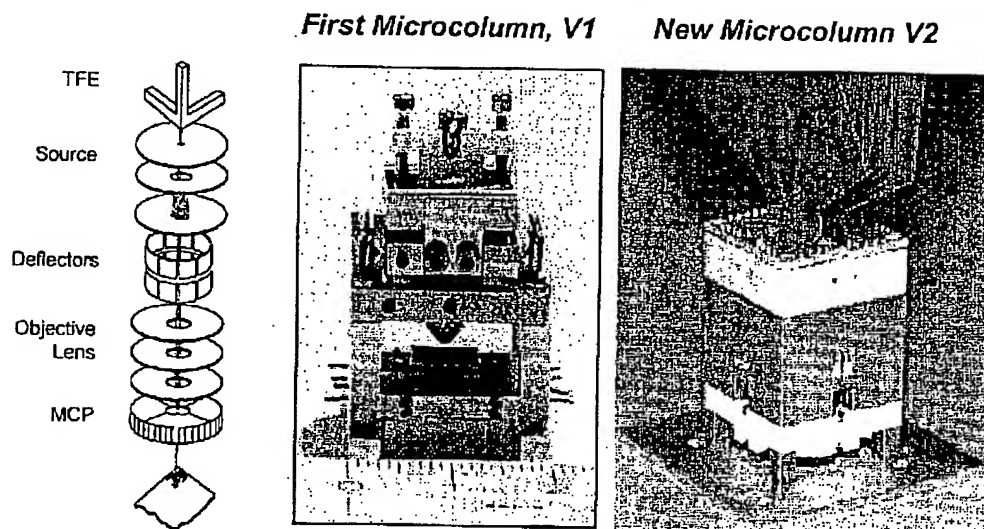 First Microcolumn, V1
New Microcolumn V2
TFE
Source
Deflectors
Objective
Lens
MCP